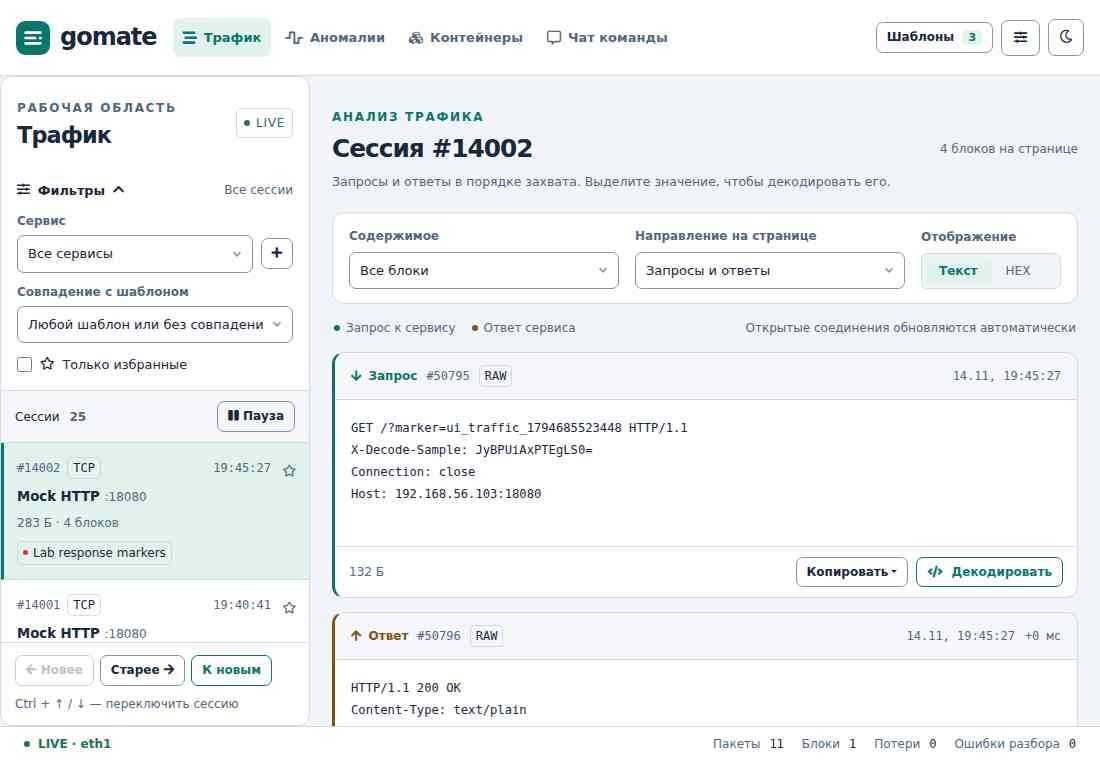 gomate
Трафик
Аномалии
Контейнеры
Чат команды
Шаблоны 3
РАБОЧАЯ ОБЛАСТЬ
Трафик
LIVE
Фильтры
Все сессии
Сервис
Все сервисы
+
Совпадение с шаблоном
Любой шаблон или без совпадени
Только избранные
Сессии 25
Пауза
#14002 TCP 19:45:27
Mock HTTP :18080
283 Б · 4 блоков
Lab response markers
#14001 TCP 19:40:41
Mock HTTP :18080
← Новее
Старее →
К новым
Ctrl + ↑ / ↓ — переключить сессию
АНАЛИЗ ТРАФИКА
Сессия #14002
4 блоков на странице
Запросы и ответы в порядке захвата. Выделите значение, чтобы декодировать его.
Содержимое
Все блоки
Направление на странице
Запросы и ответы
Отображение
Текст HEX
Запрос к сервису
Ответ сервиса
Открытые соединения обновляются автоматически
↓ Запрос #50795 RAW 14.11, 19:45:27
GET /?marker=ui_traffic_1794685523448 HTTP/1.1
X-Decode-Sample: JyBPUiAxPTEgLS0=
Connection: close
Host: 192.168.56.103:18080
132 Б
Копировать
</> Декодировать
↑ Ответ #50796 RAW 14.11, 19:45:27 +0 мс
HTTP/1.1 200 OK
Content-Type: text/plain
LIVE · eth1
Пакеты 11 Блоки 1 Потери 0 Ошибки разбора 0